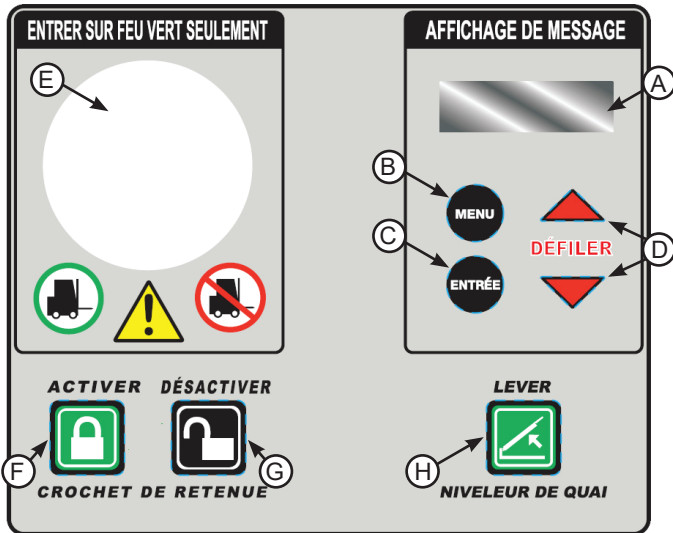 ENTRER SUR FEU VERT SEULEMENT
E
AFFICHAGE DE MESSAGE
A
B
MENU
C
ENTRÉE
DÉFILER
D
ACTIVER DÉSACTIVER
F
G
CROCHET DE RETENUE
LEVER
H
NIVELEUR DE QUAI